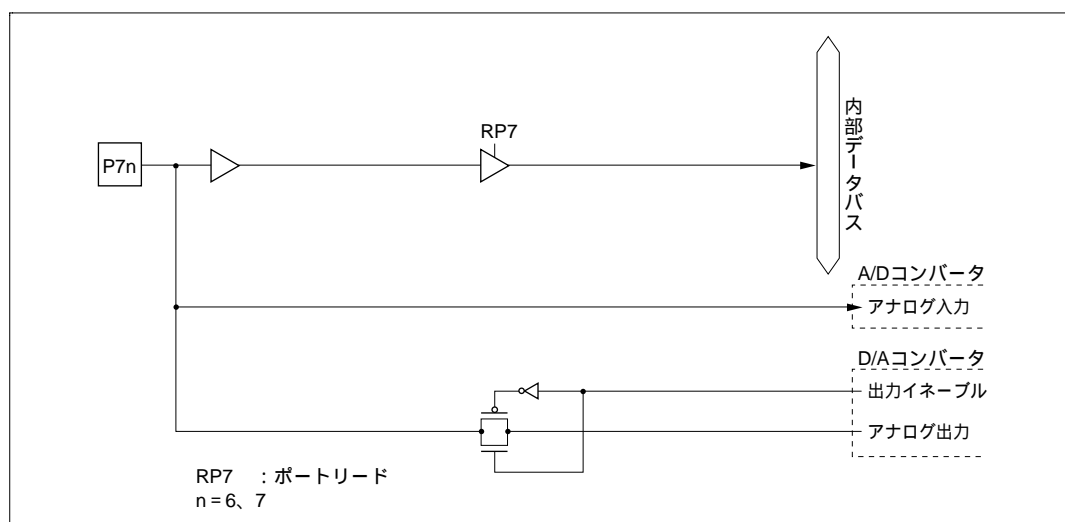 RP7
P7n
内部データバス
A/Dコンバータ
アナログ入力
D/Aコンバータ
出力イネーブル
アナログ出力
RP7 :ポートリード
n = 6、7